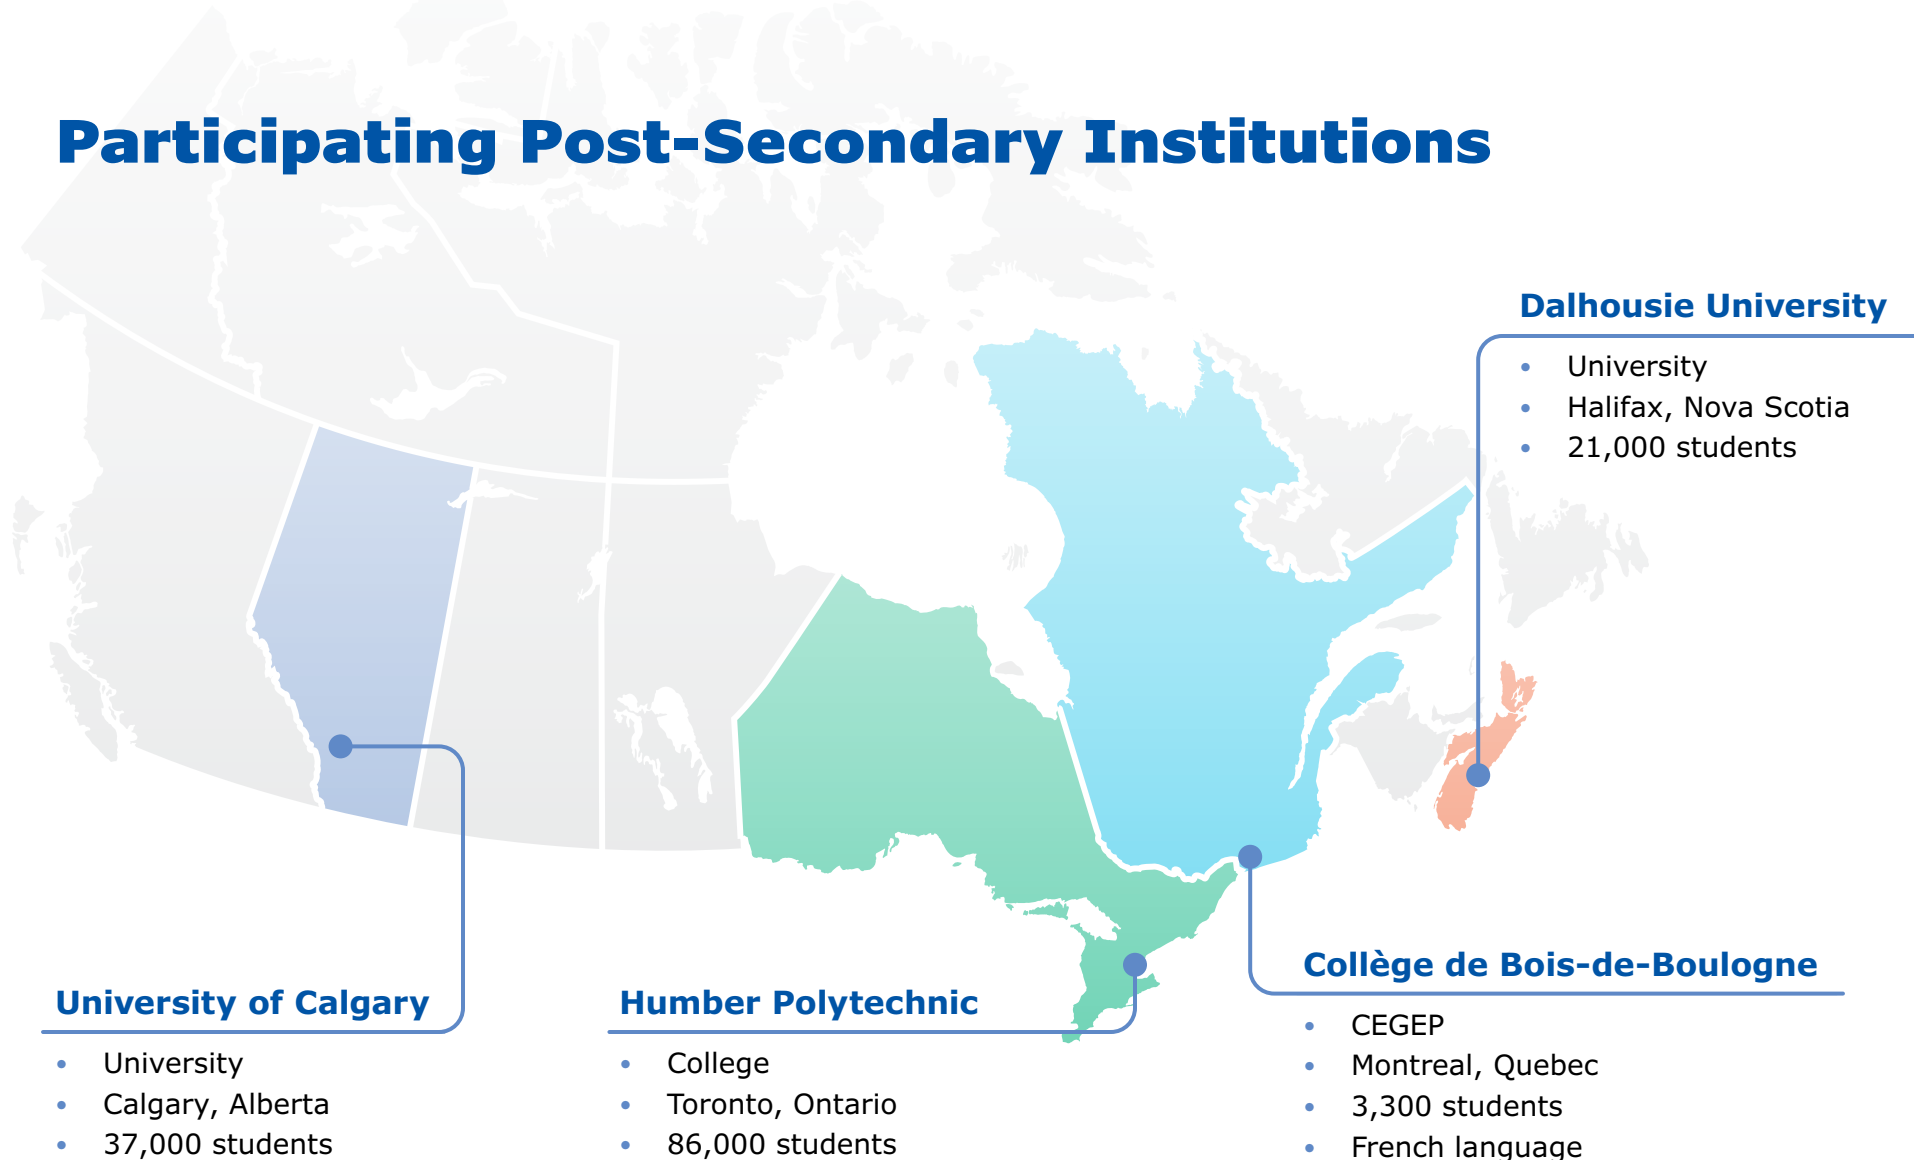 Participating Post-Secondary Institutions
Dalhousie University
• University
• Halifax, Nova Scotia
• 21,000 students
University of Calgary
• University
• Calgary, Alberta
• 37,000 students
Humber Polytechnic
• College
• Toronto, Ontario
• 86,000 students
Collège de Bois-de-Boulogne
• CEGEP
• Montreal, Quebec
• 3,300 students
• French language